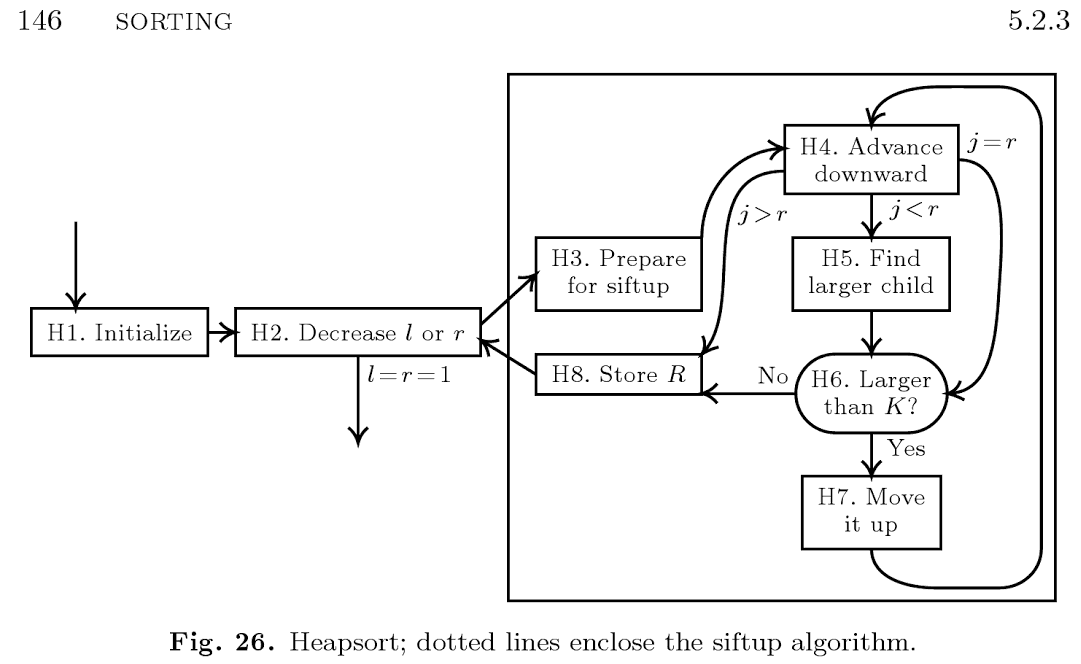 146 SORTING 5.2.3
H1. Initialize
H2. Decrease l or r
l=r=1
H3. Prepare
for siftup
H4. Advance
downward
j=r
j>r
j<r
H5. Find
larger child
H6. Larger
than K?
No
Yes
H7. Move
it up
H8. Store R
Fig. 26. Heapsort; dotted lines enclose the siftup algorithm.